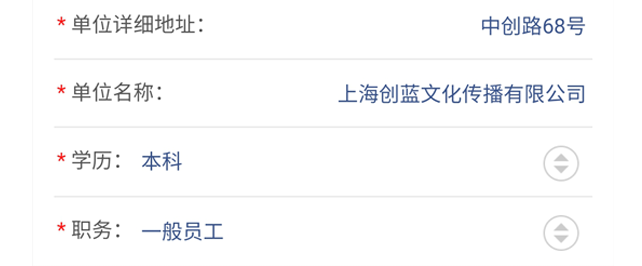 * 单位详细地址： 中创路68号
* 单位名称： 上海创蓝文化传播有限公司
* 学历： 本科
* 职务： 一般员工